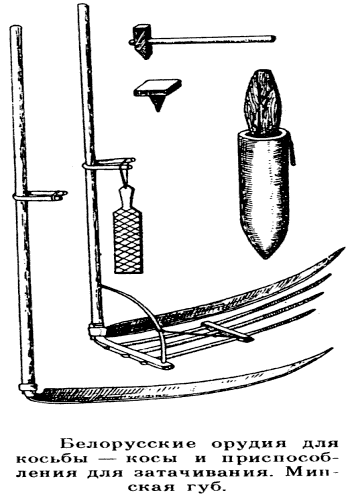 Белорусские орудия для
косьбы — косы и приспособ-
ления для затачивания. Мин-
ская губ.